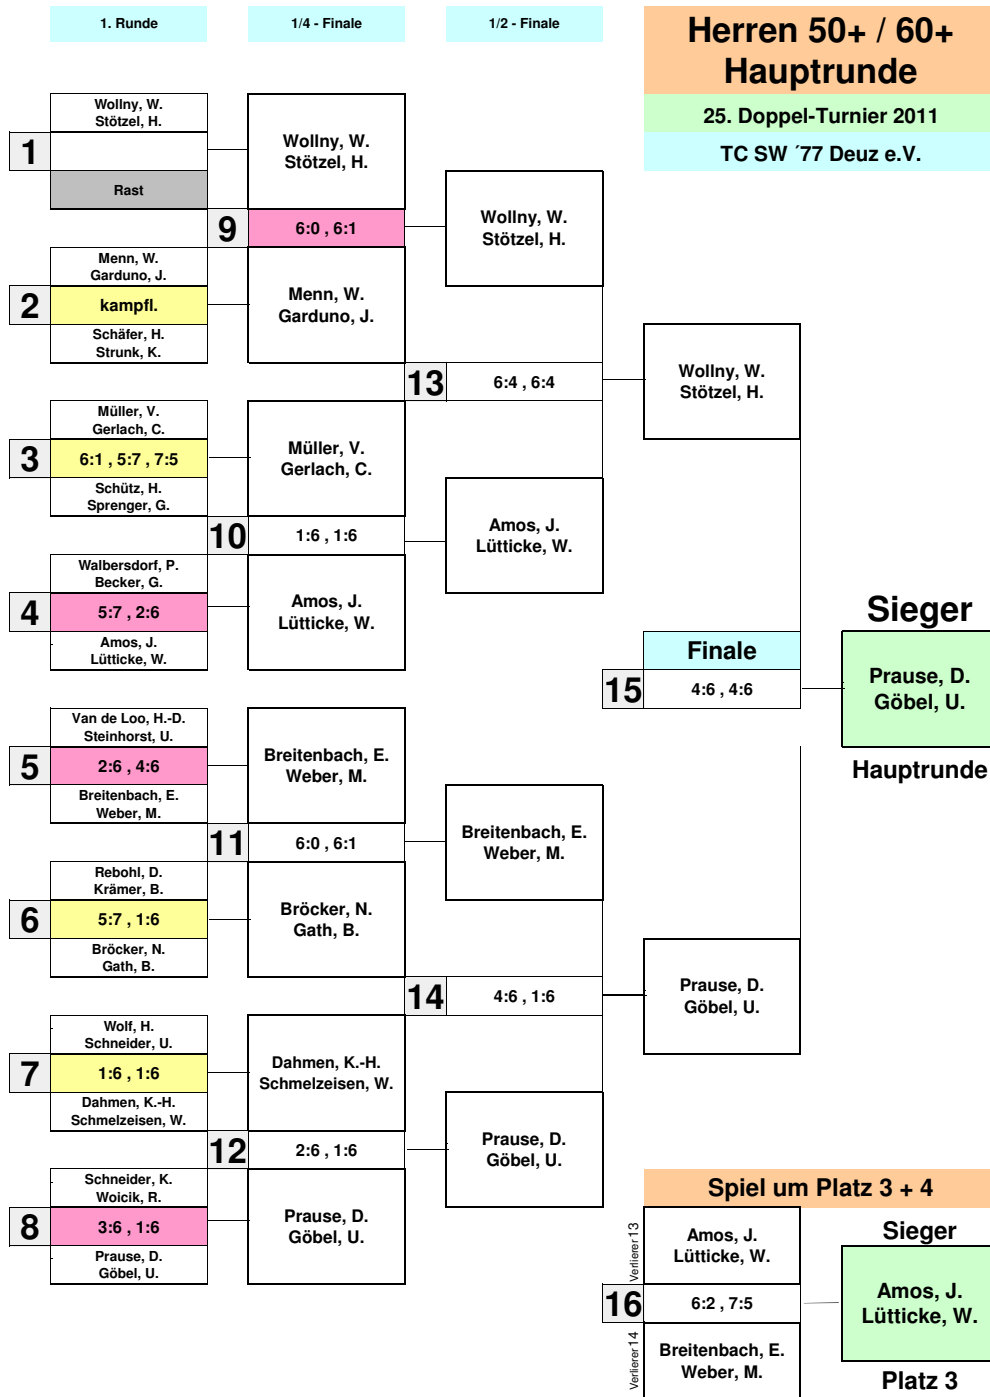 1. Runde
1/4 - Finale
1/2 - Finale
Herren 50+ / 60+
Hauptrunde
25. Doppel-Turnier 2011
TC SW ´77 Deuz e.V.
Wollny, W.
Stötzel, H.
1
Rast
Wollny, W.
Stötzel, H.
9
6:0 , 6:1
Wollny, W.
Stötzel, H.
Menn, W.
Garduno, J.
2
kampfl.
Schäfer, H.
Strunk, K.
Menn, W.
Garduno, J.
13
6:4 , 6:4
Wollny, W.
Stötzel, H.
Müller, V.
Gerlach, C.
3
6:1 , 5:7 , 7:5
Schütz, H.
Sprenger, G.
Müller, V.
Gerlach, C.
10
1:6 , 1:6
Amos, J.
Lütticke, W.
Walbersdorf, P.
Becker, G.
4
5:7 , 2:6
Amos, J.
Lütticke, W.
Amos, J.
Lütticke, W.
Sieger
Finale
15
4:6 , 4:6
Prause, D.
Göbel, U.
Hauptrunde
Van de Loo, H.-D.
Steinhorst, U.
5
2:6 , 4:6
Breitenbach, E.
Weber, M.
Breitenbach, E.
Weber, M.
11
6:0 , 6:1
Breitenbach, E.
Weber, M.
Rebohl, D.
Krämer, B.
6
5:7 , 1:6
Bröcker, N.
Gath, B.
Bröcker, N.
Gath, B.
14
4:6 , 1:6
Prause, D.
Göbel, U.
Wolf, H.
Schneider, U.
7
1:6 , 1:6
Dahmen, K.-H.
Schmelzeisen, W.
Dahmen, K.-H.
Schmelzeisen, W.
12
2:6 , 1:6
Prause, D.
Göbel, U.
Schneider, K.
Woicik, R.
8
3:6 , 1:6
Prause, D.
Göbel, U.
Prause, D.
Göbel, U.
Spiel um Platz 3 + 4
Verlierer 13
Amos, J.
Lütticke, W.
Sieger
16
6:2 , 7:5
Amos, J.
Lütticke, W.
Verlierer 14
Breitenbach, E.
Weber, M.
Platz 3